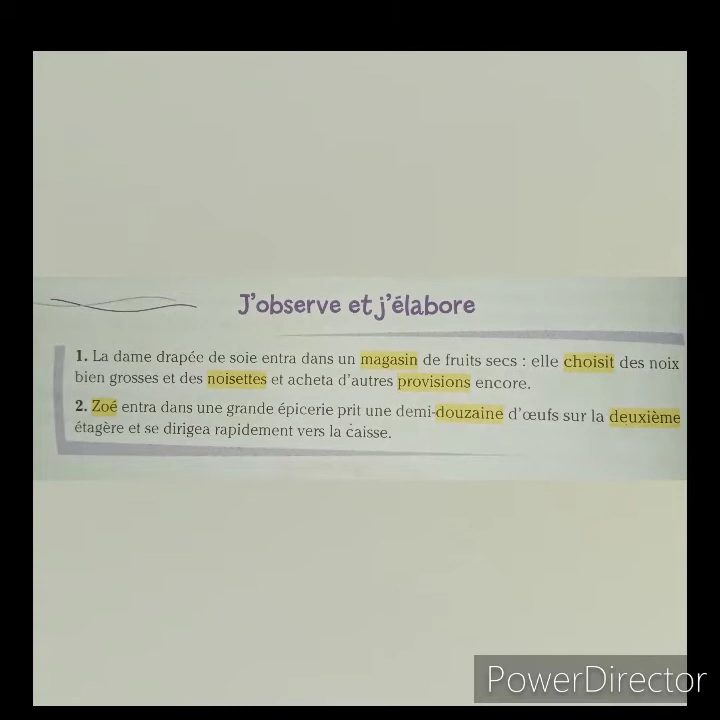 J'observe et j'élabore
1. La dame drapée de soie entra dans un magasin de fruits secs : elle choisit des noix
bien grosses et des noisettes et acheta d'autres provisions encore.
2. Zoé entra dans une grande épicerie prit une demi-douzaine d'œufs sur la deuxième
étagère et se dirigea rapidement vers la caisse.
PowerDirector